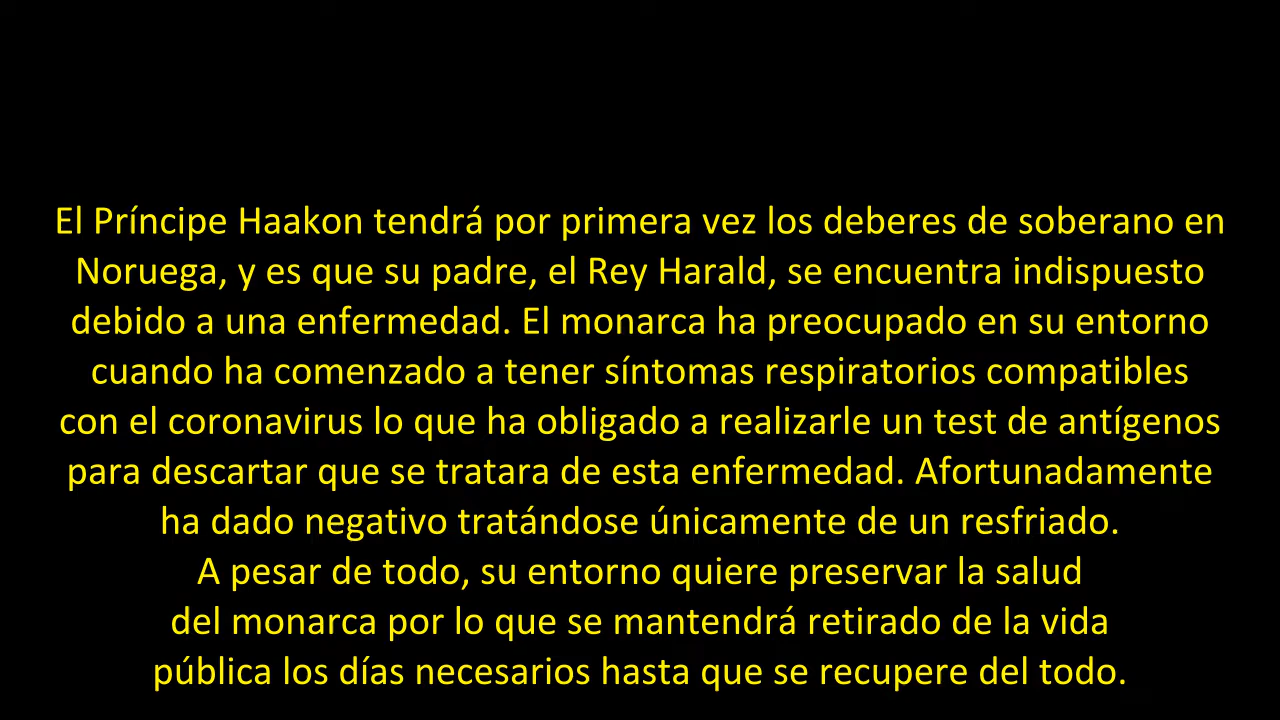 El Príncipe Haakon tendrá por primera vez los deberes de soberano en
Noruega, y es que su padre, el Rey Harald, se encuentra indispuesto
debido a una enfermedad. El monarca ha preocupado en su entorno
cuando ha comenzado a tener síntomas respiratorios compatibles
con el coronavirus lo que ha obligado a realizarle un test de antígenos
para descartar que se tratara de esta enfermedad. Afortunadamente
ha dado negativo tratándose únicamente de un resfriado.
A pesar de todo, su entorno quiere preservar la salud
del monarca por lo que se mantendrá retirado de la vida
pública los días necesarios hasta que se recupere del todo.